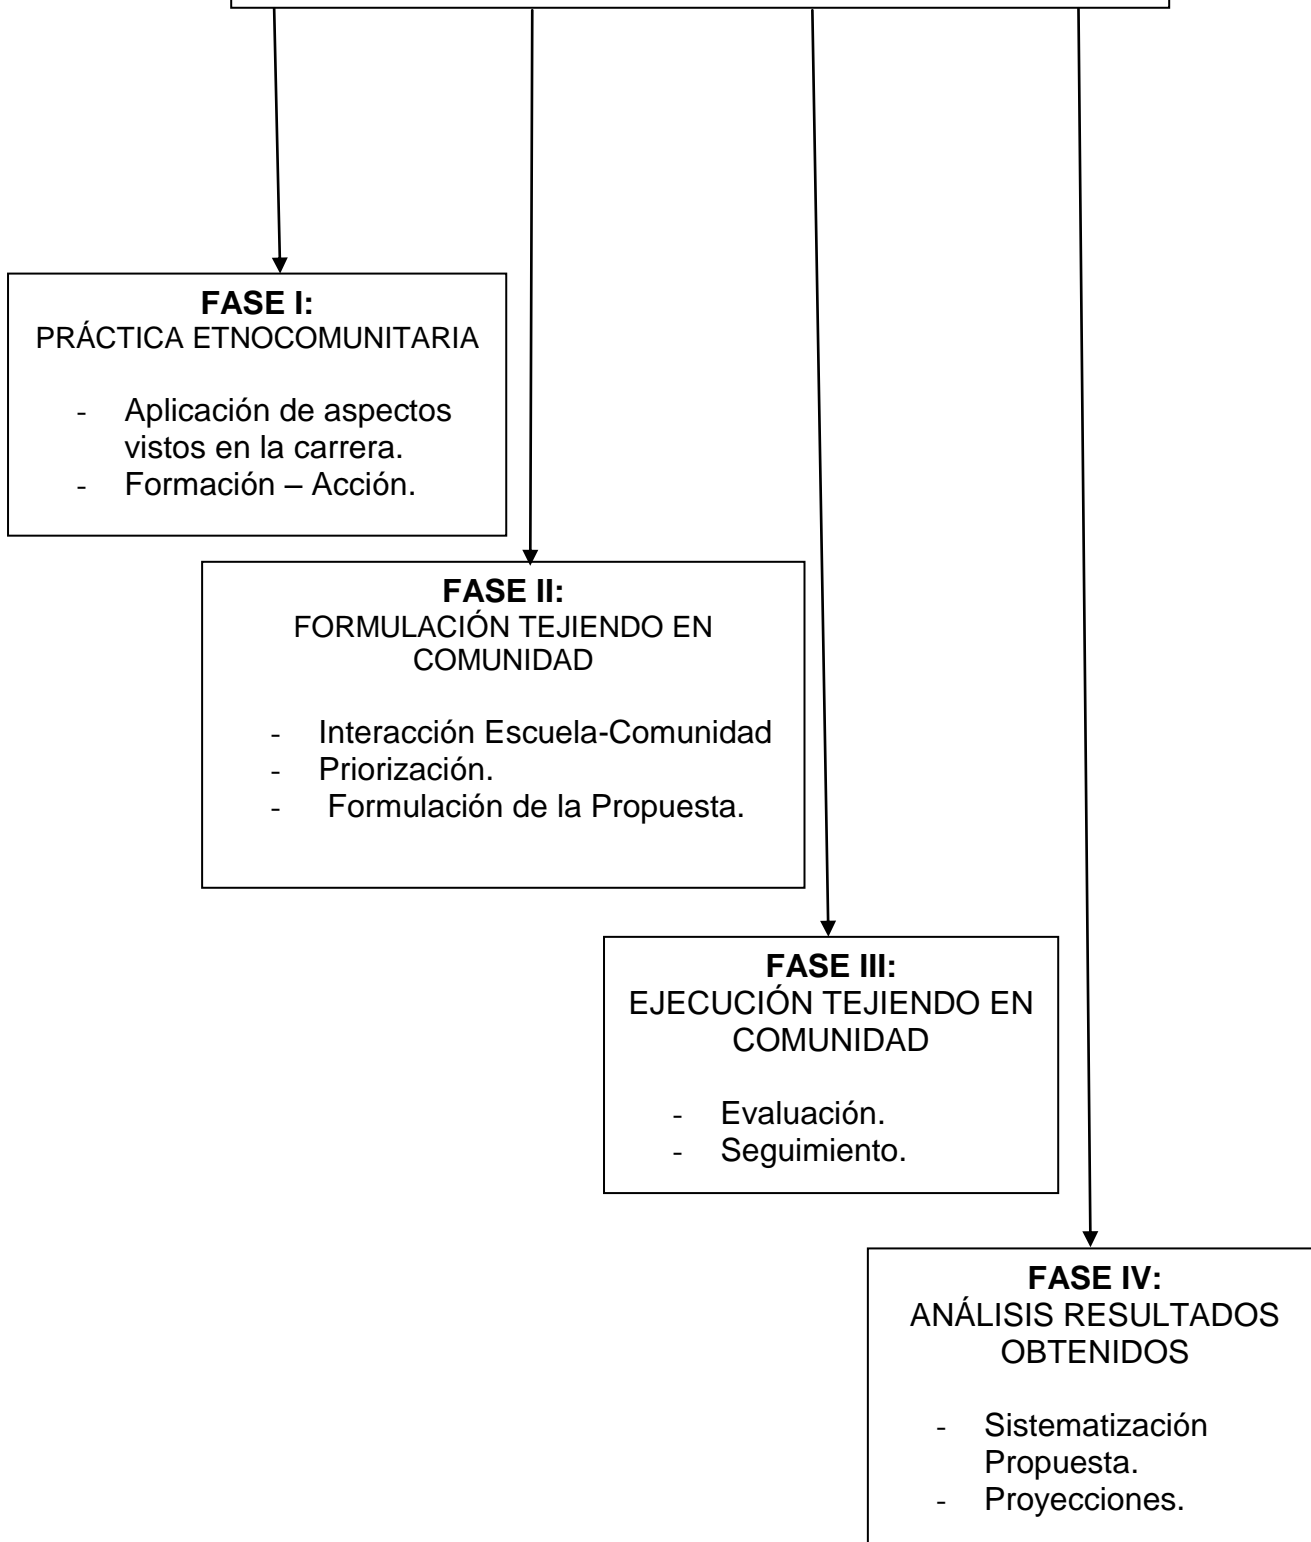 FASE I:
PRÁCTICA ETNOCOMUNITARIA
- Aplicación de aspectos
vistos en la carrera.
- Formación – Acción.
FASE II:
FORMULACIÓN TEJIENDO EN
COMUNIDAD
- Interacción Escuela-Comunidad
- Priorización.
- Formulación de la Propuesta.
FASE III:
EJECUCIÓN TEJIENDO EN
COMUNIDAD
- Evaluación.
- Seguimiento.
FASE IV:
ANÁLISIS RESULTADOS
OBTENIDOS
- Sistematización
Propuesta.
- Proyecciones.